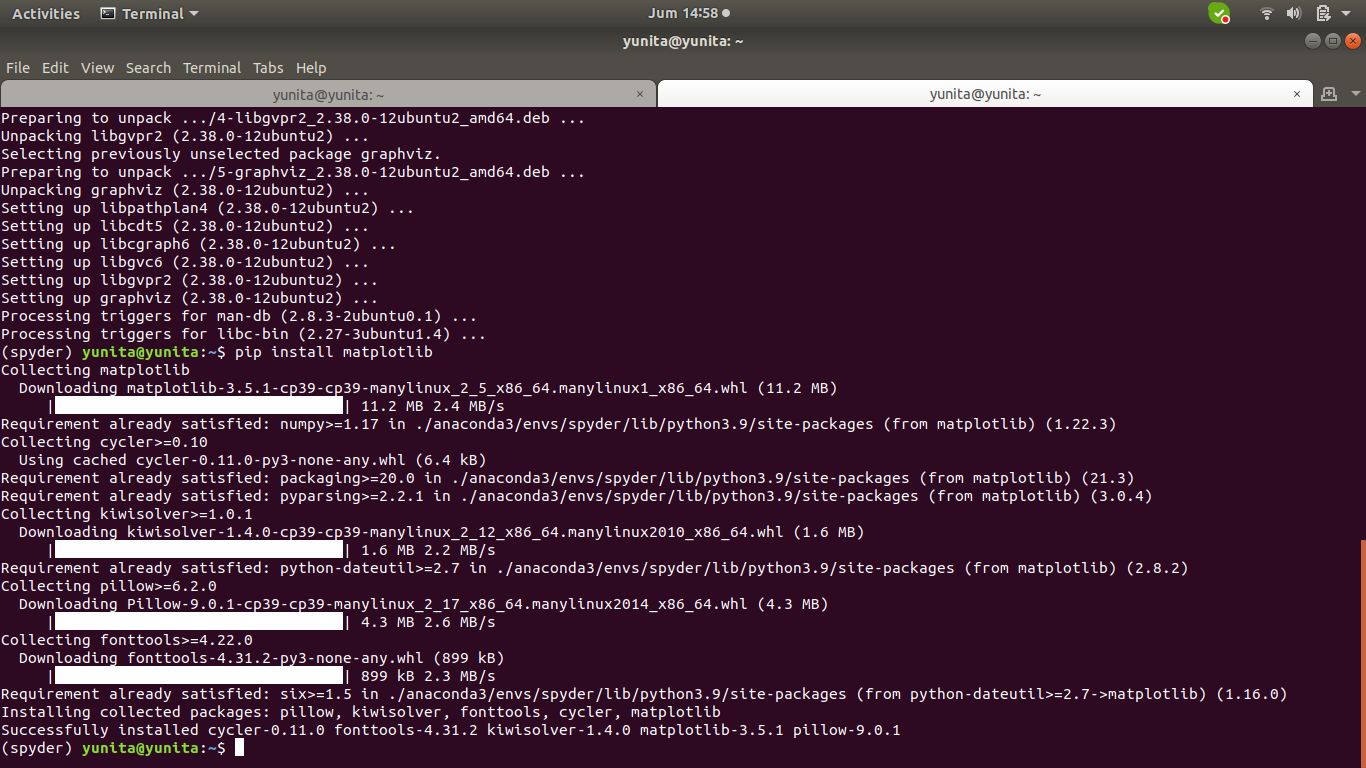 Activities Terminal Jum 14:58
yunita@yunita: ~
File Edit View Search Terminal Tabs Help
yunita@yunita: ~ × yunita@yunita: ~ ×
Preparing to unpack .../4-libgvpr2_2.38.0-12ubuntu2_amd64.deb ...
Unpacking libgvpr2 (2.38.0-12ubuntu2) ...
Selecting previously unselected package graphviz.
Preparing to unpack .../5-graphviz_2.38.0-12ubuntu2_amd64.deb ...
Unpacking graphviz (2.38.0-12ubuntu2) ...
Setting up libpathplan4 (2.38.0-12ubuntu2) ...
Setting up libcdt5 (2.38.0-12ubuntu2) ...
Setting up libcgraph6 (2.38.0-12ubuntu2) ...
Setting up libgvc6 (2.38.0-12ubuntu2) ...
Setting up libgvpr2 (2.38.0-12ubuntu2) ...
Setting up graphviz (2.38.0-12ubuntu2) ...
Processing triggers for man-db (2.8.3-2ubuntu0.1) ...
Processing triggers for libc-bin (2.27-3ubuntu1.4) ...
(spyder) yunita@yunita:~$ pip install matplotlib
Collecting matplotlib
  Downloading matplotlib-3.5.1-cp39-cp39-manylinux_2_5_x86_64.manylinux1_x86_64.whl (11.2 MB)
     |████████████████████████████████| 11.2 MB 2.4 MB/s
Requirement already satisfied: numpy>=1.17 in ./anaconda3/envs/spyder/lib/python3.9/site-packages (from matplotlib) (1.22.3)
Collecting cycler>=0.10
  Using cached cycler-0.11.0-py3-none-any.whl (6.4 kB)
Requirement already satisfied: packaging>=20.0 in ./anaconda3/envs/spyder/lib/python3.9/site-packages (from matplotlib) (21.3)
Requirement already satisfied: pyparsing>=2.2.1 in ./anaconda3/envs/spyder/lib/python3.9/site-packages (from matplotlib) (3.0.4)
Collecting kiwisolver>=1.0.1
  Downloading kiwisolver-1.4.0-cp39-cp39-manylinux_2_12_x86_64.manylinux2010_x86_64.whl (1.6 MB)
     |████████████████████████████████| 1.6 MB 2.2 MB/s
Requirement already satisfied: python-dateutil>=2.7 in ./anaconda3/envs/spyder/lib/python3.9/site-packages (from matplotlib) (2.8.2)
Collecting pillow>=6.2.0
  Downloading Pillow-9.0.1-cp39-cp39-manylinux_2_17_x86_64.manylinux2014_x86_64.whl (4.3 MB)
     |████████████████████████████████| 4.3 MB 2.6 MB/s
Collecting fonttools>=4.22.0
  Downloading fonttools-4.31.2-py3-none-any.whl (899 kB)
     |████████████████████████████████| 899 kB 2.3 MB/s
Requirement already satisfied: six>=1.5 in ./anaconda3/envs/spyder/lib/python3.9/site-packages (from python-dateutil>=2.7->matplotlib) (1.16.0)
Installing collected packages: pillow, kiwisolver, fonttools, cycler, matplotlib
Successfully installed cycler-0.11.0 fonttools-4.31.2 kiwisolver-1.4.0 matplotlib-3.5.1 pillow-9.0.1
(spyder) yunita@yunita:~$